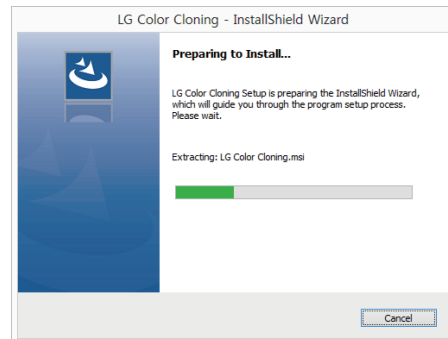 LG Color Cloning - InstallShield Wizard
Preparing to Install...
LG Color Cloning Setup is preparing the InstallShield Wizard,
which will guide you through the program setup process.
Please wait.
Extracting: LG Color Cloning.msi
Cancel